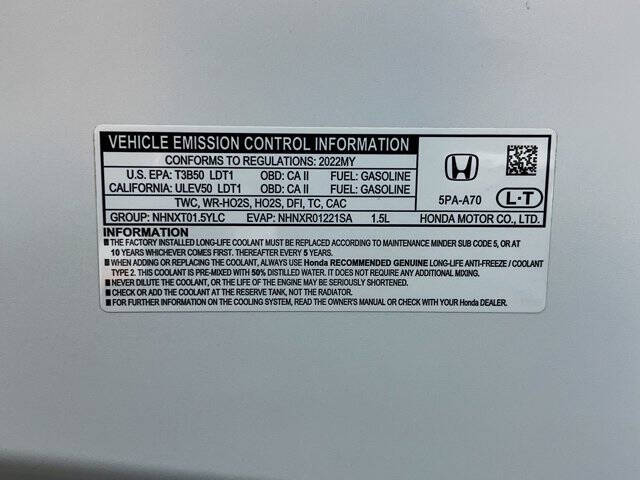 VEHICLE EMISSION CONTROL INFORMATION
CONFORMS TO REGULATIONS: 2022MY
U.S. EPA: T3B50 LDT1 OBD: CA II FUEL: GASOLINE
CALIFORNIA: ULEV50 LDT1 OBD: CA II FUEL: GASOLINE
TWC, WR-HO2S, HO2S, DFI, TC, CAC
GROUP: NHNXT01.5YLC EVAP: NHNXR01221SA 1.5L
5PA-A70 L-T
HONDA MOTOR CO., LTD.
INFORMATION
■ THE FACTORY INSTALLED LONG-LIFE COOLANT MUST BE REPLACED ACCORDING TO MAINTENANCE MINDER SUB CODE 5, OR AT
10 YEARS WHICHEVER COMES FIRST. THEREAFTER EVERY 5 YEARS.
■ WHEN ADDING OR REPLACING THE COOLANT, ALWAYS USE Honda RECOMMENDED GENUINE LONG-LIFE ANTI-FREEZE / COOLANT
TYPE 2. THIS COOLANT IS PRE-MIXED WITH 50% DISTILLED WATER. IT DOES NOT REQUIRE ANY ADDITIONAL MIXING.
■ NEVER DILUTE THE COOLANT, OR THE LIFE OF THE ENGINE MAY BE SERIOUSLY SHORTENED.
■ CHECK OR ADD THE COOLANT AT THE RESERVE TANK, NOT THE RADIATOR.
■ FOR FURTHER INFORMATION ON THE COOLING SYSTEM, READ THE OWNER'S MANUAL OR CHECK WITH YOUR Honda DEALER.